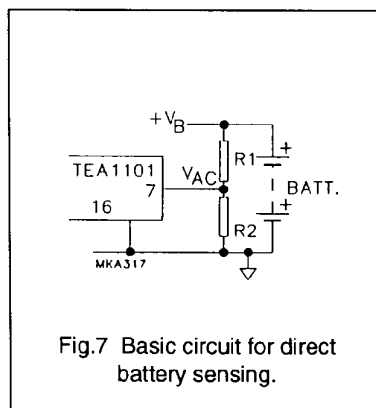 +VB
R1
+
TEA1101
VAC
7
BATT.
16
+
R2
MKA317
Fig.7 Basic circuit for direct
battery sensing.